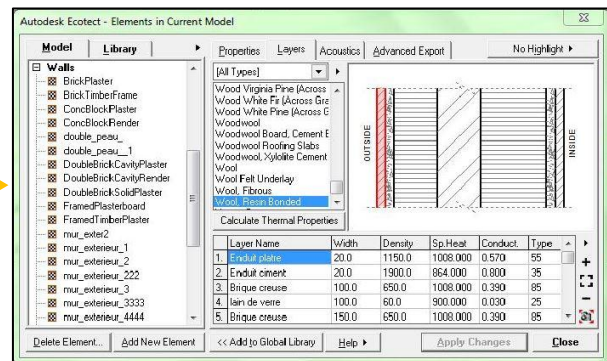 Autodesk Ecotect - Elements in Current Model
Model Library
Properties Layers Acoustics Advanced Export No Highlight
Walls
BrickPlaster
BrickTimberFrame
ConcBlockPlaster
ConcBlockRender
double_peau_
double_peau__1
DoubleBrickCavityPlaster
DoubleBrickCavityRender
DoubleBrickSolidPlaster
FramedPlasterboard
FramedTimberPlaster
mur_exter2
mur_exterieur_1
mur_exterieur_2
mur_exterieur_222
mur_exterieur_3
mur_exterieur_3333
mur_exterieur_4444
[All Types]
Wood Virginia Pine (Across
Wood White Fir (Across Gra
Wood White Pine (Across G
Woodwool
Woodwool Board, Cement B
Woodwool Roofing Slabs
Woodwool, Xylolite Cement
Wool
Wool Felt Underlay
Wool, Fibrous
Wool, Resin Bonded
Calculate Thermal Properties
OUTSIDE
INSIDE
Layer Name Width Density Sp.Heat Conduct. Type
1. Enduit platre 20.0 1150.0 1008.000 0.570 55
2. Enduit ciment 20.0 1900.0 864.000 0.800 35
3. Brique creuse 100.0 650.0 1008.000 0.390 85
4. lain de verre 100.0 60.0 900.000 0.030 25
5. Brique creuse 150.0 650.0 1008.000 0.390 85
Delete Element... Add New Element << Add to Global Library Help Apply Changes Close